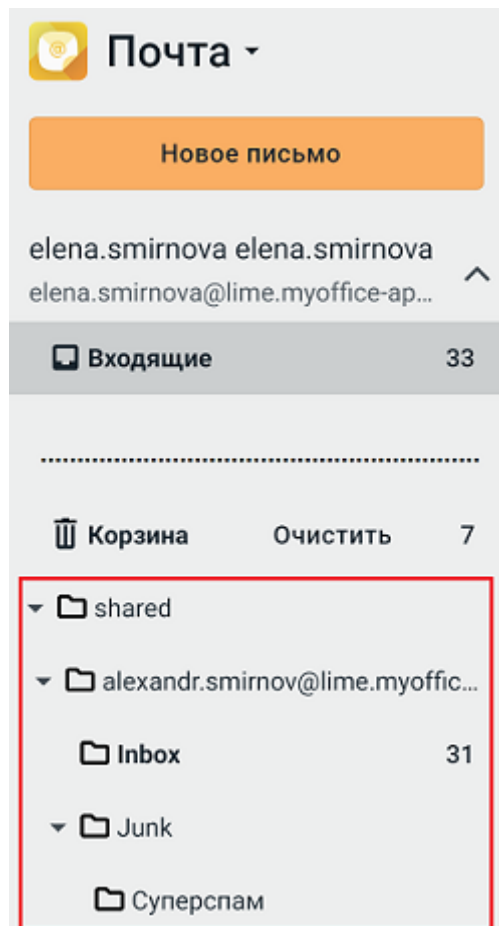 Почта
Новое письмо
elena.smirnova elena.smirnova
elena.smirnova@lime.myoffice-ap...
Входящие 33
Корзина Очистить 7
shared
alexandr.smirnov@lime.myoffic...
Inbox 31
Junk
Суперспам